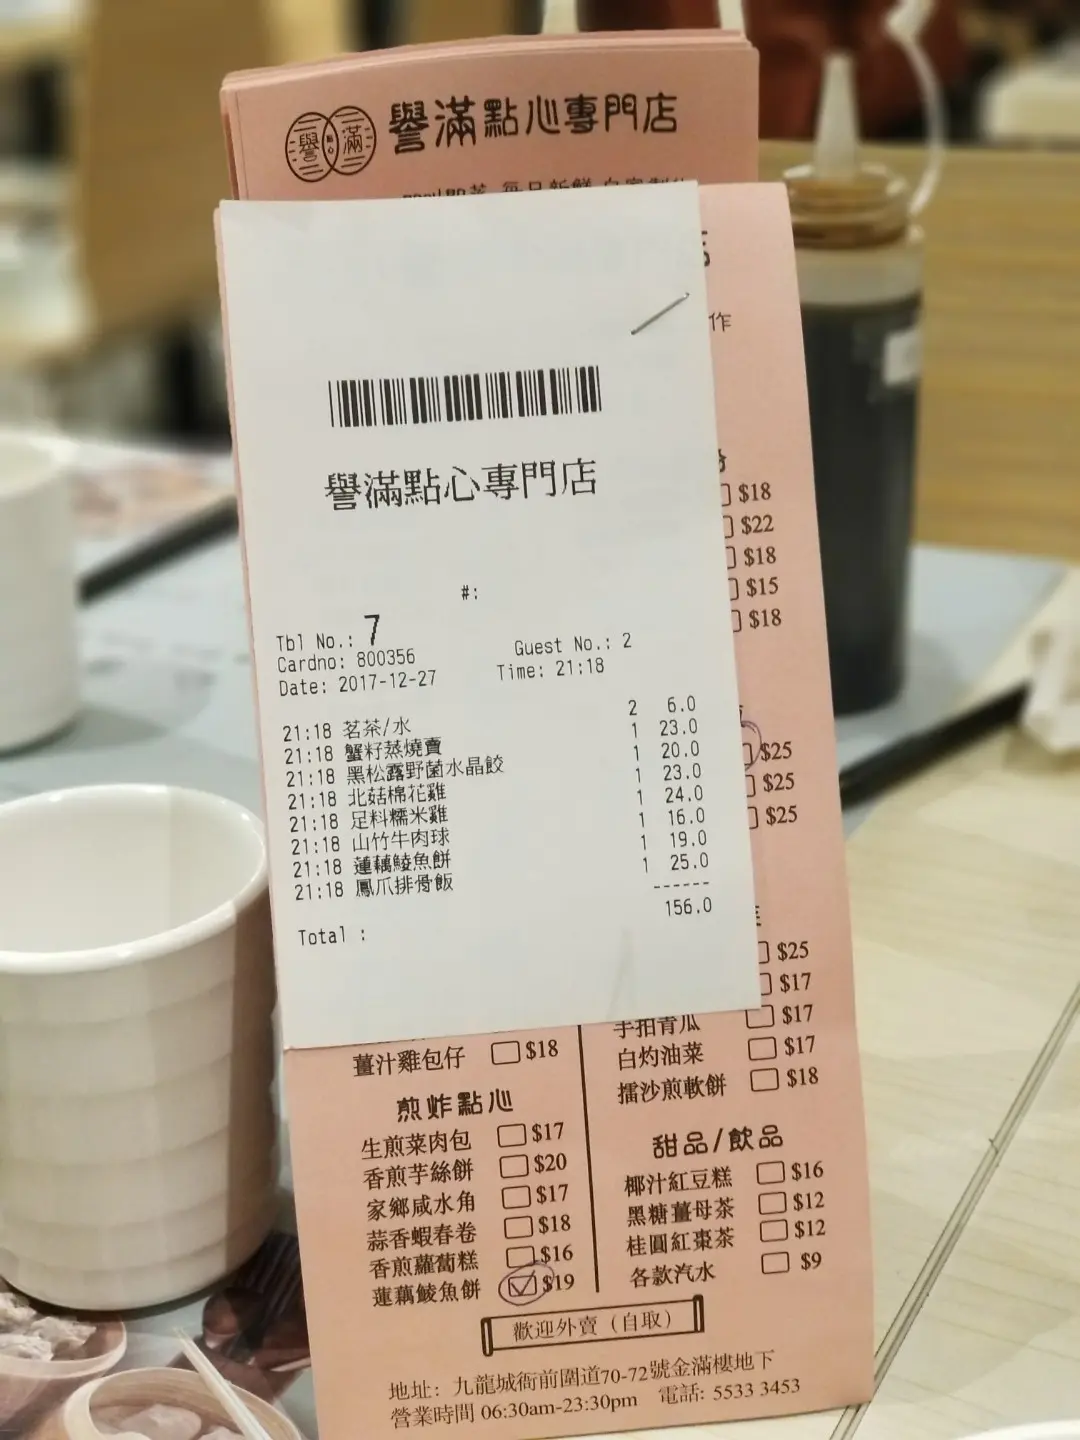 譽滿
點心
譽滿點心專門店
譽滿點心專門店
#:
Tbl No.: 7
Cardno: 800356 Guest No.: 2
Date: 2017-12-27 Time: 21:18
21:18 茗茶/水 2 6.0
21:18 蟹籽蒸燒賣 1 23.0
21:18 黑松露野菌水晶餃 1 20.0
21:18 北菇棉花雞 1 23.0
21:18 足料糯米雞 1 24.0
21:18 山竹牛肉球 1 16.0
21:18 蓮藕鯪魚餅 1 19.0
21:18 鳳爪排骨飯 1 25.0
------
Total : 156.0
作
$18
$22
$18
$15
$18
$25
$25
$25
$25
$17
薑汁雞包仔 $18
煎炸點心
生煎菜肉包 $17
香煎芋絲餅 $20
家鄉咸水角 $17
蒜香蝦春卷 $18
香煎蘿蔔糕 $16
蓮藕鯪魚餅 $19
手拍青瓜 $17
白灼油菜 $17
擂沙煎軟餅 $18
甜品/飲品
椰汁紅豆糕 $16
黑糖薑母茶 $12
桂圓紅棗茶 $12
各款汽水 $9
歡迎外賣（自取）
地址: 九龍城衙前圍道70-72號金滿樓地下
營業時間 06:30am-23:30pm 電話: 5533 3453